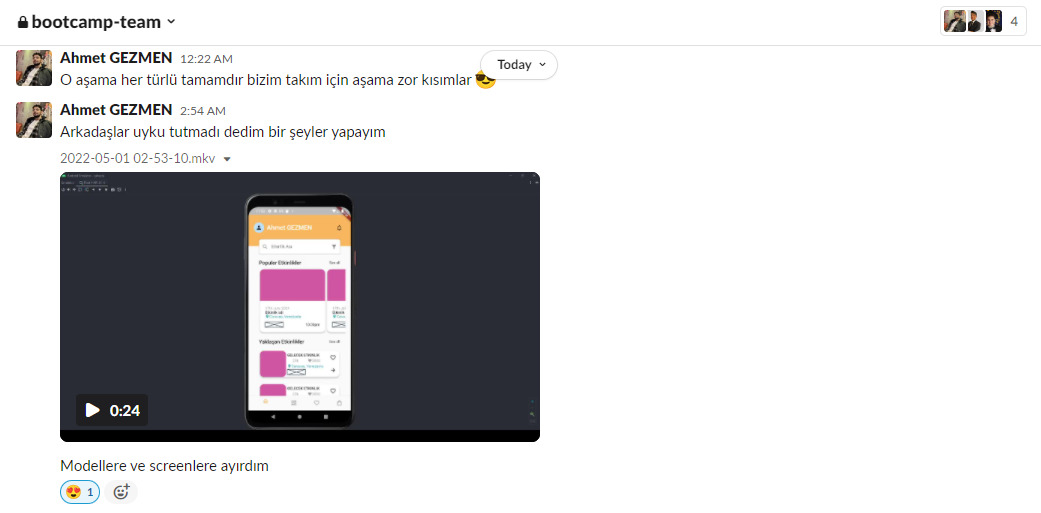 bootcamp-team
4
Ahmet GEZMEN 12:22 AM
Today
O aşama her türlü tamamdır bizim takım için aşama zor kısımlar 😎
Ahmet GEZMEN 2:54 AM
Arkadaşlar uyku tutmadı dedim bir şeyler yapayım
2022-05-01 02-53-10.mkv
Ahmet GEZMEN
Popüler Etkinlikler
Yaklaşan Etkinlikler
0:24
Modellere ve screenlere ayırdım
😍 1